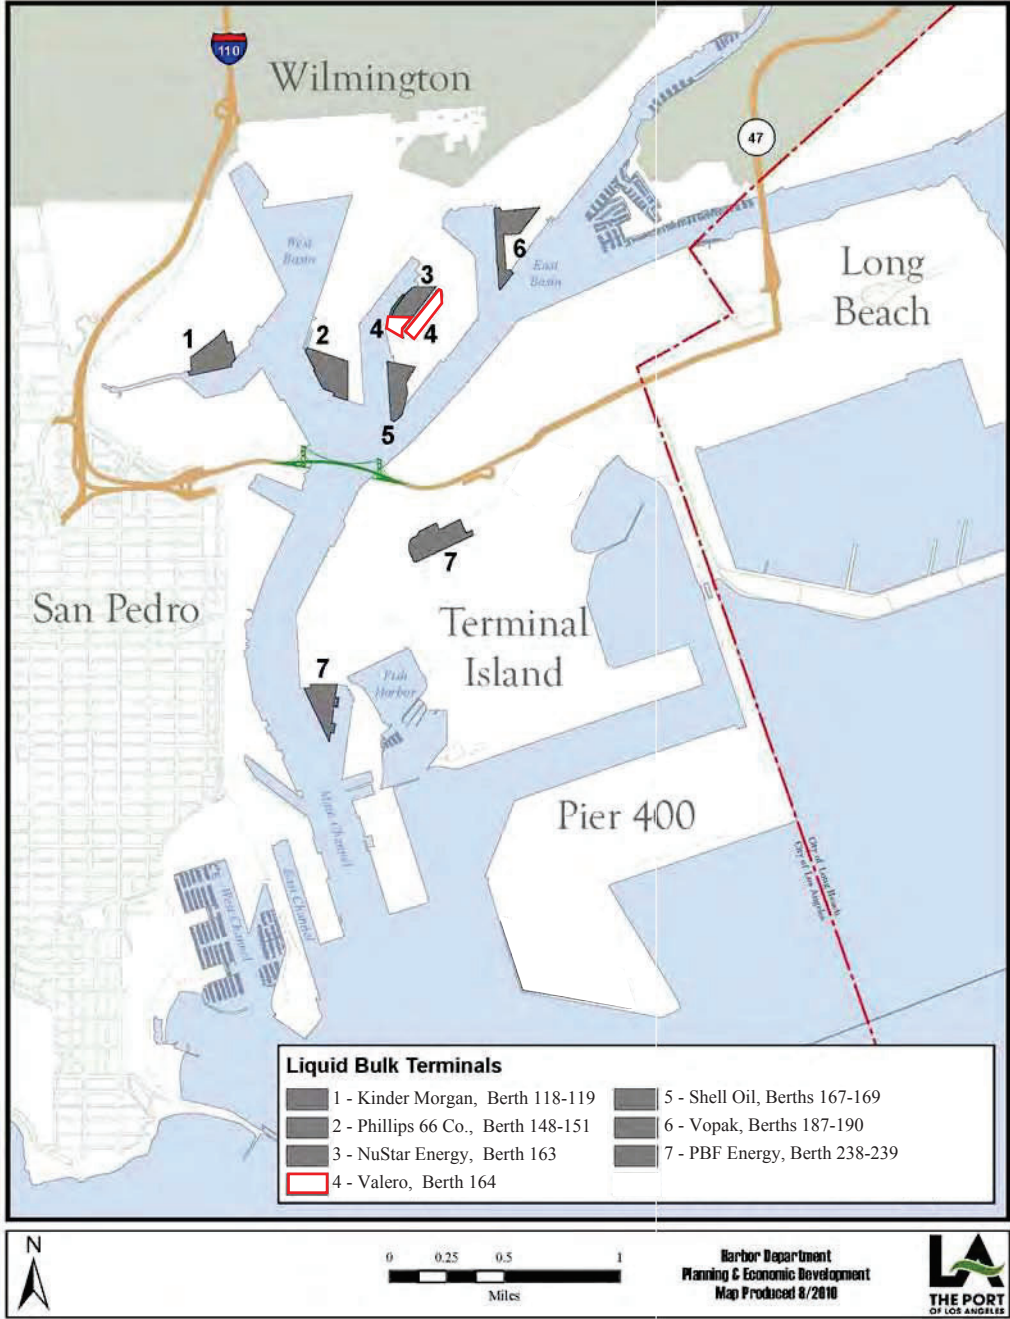 110
Wilmington
47
West
Basin
6
East
Basin
Long
Beach
3
4
4
1
2
5
7
San Pedro
Terminal
Island
7
Fish
Harbor
Main Channel
Pier 400
City of Long Beach
City of Los Angeles
East Channel
West Channel
Liquid Bulk Terminals
1 - Kinder Morgan, Berth 118-119
2 - Phillips 66 Co., Berth 148-151
3 - NuStar Energy, Berth 163
4 - Valero, Berth 164
5 - Shell Oil, Berths 167-169
6 - Vopak, Berths 187-190
7 - PBF Energy, Berth 238-239
N
0 0.25 0.5 1
Miles
Harbor Department
Planning & Economic Development
Map Produced 8/2010
LA
THE PORT
OF LOS ANGELES